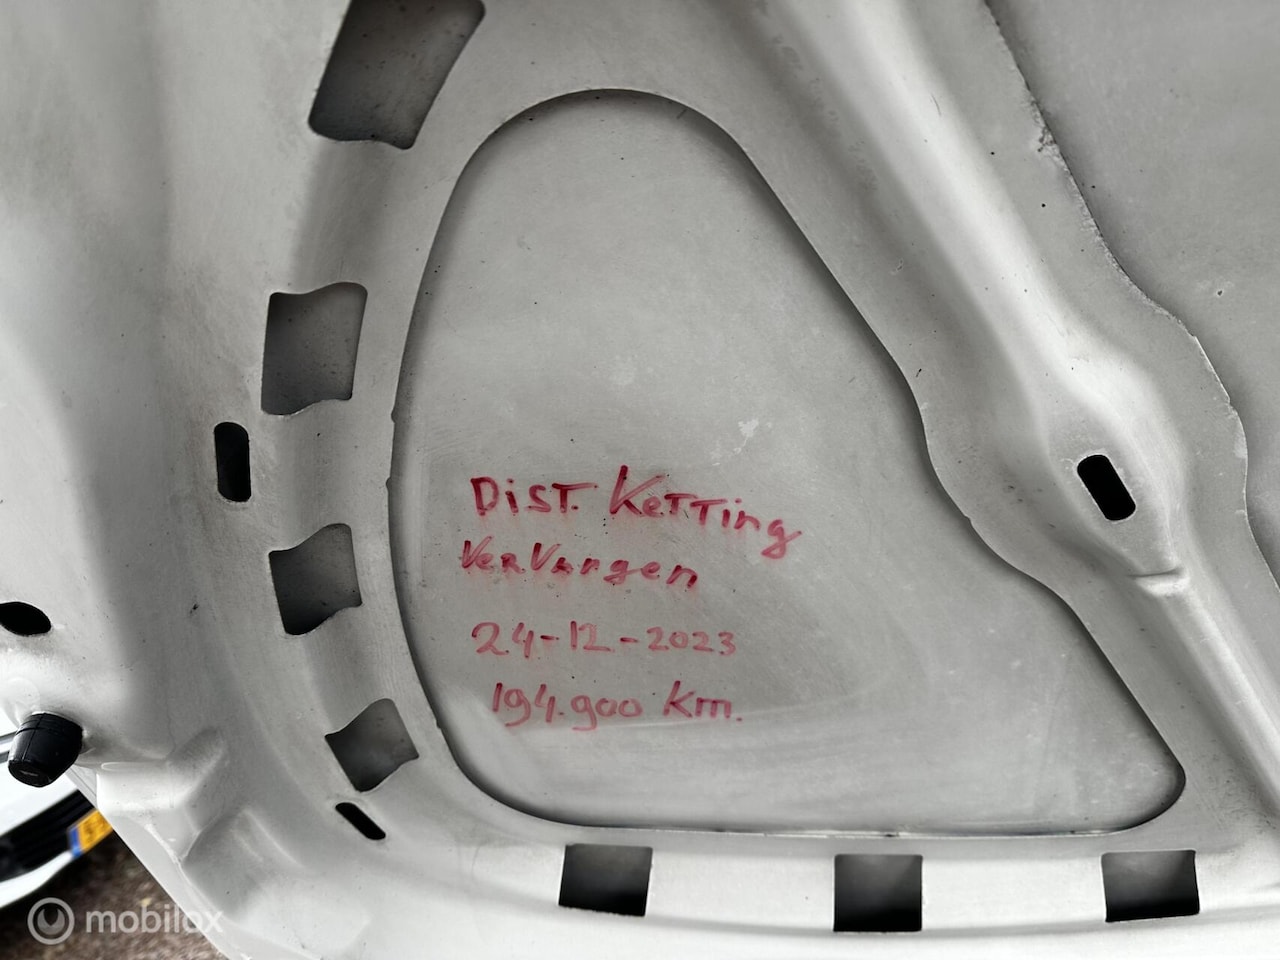 Dist. Ketting
Vervangen
24-12-2023
194.900 Km.
mobilox